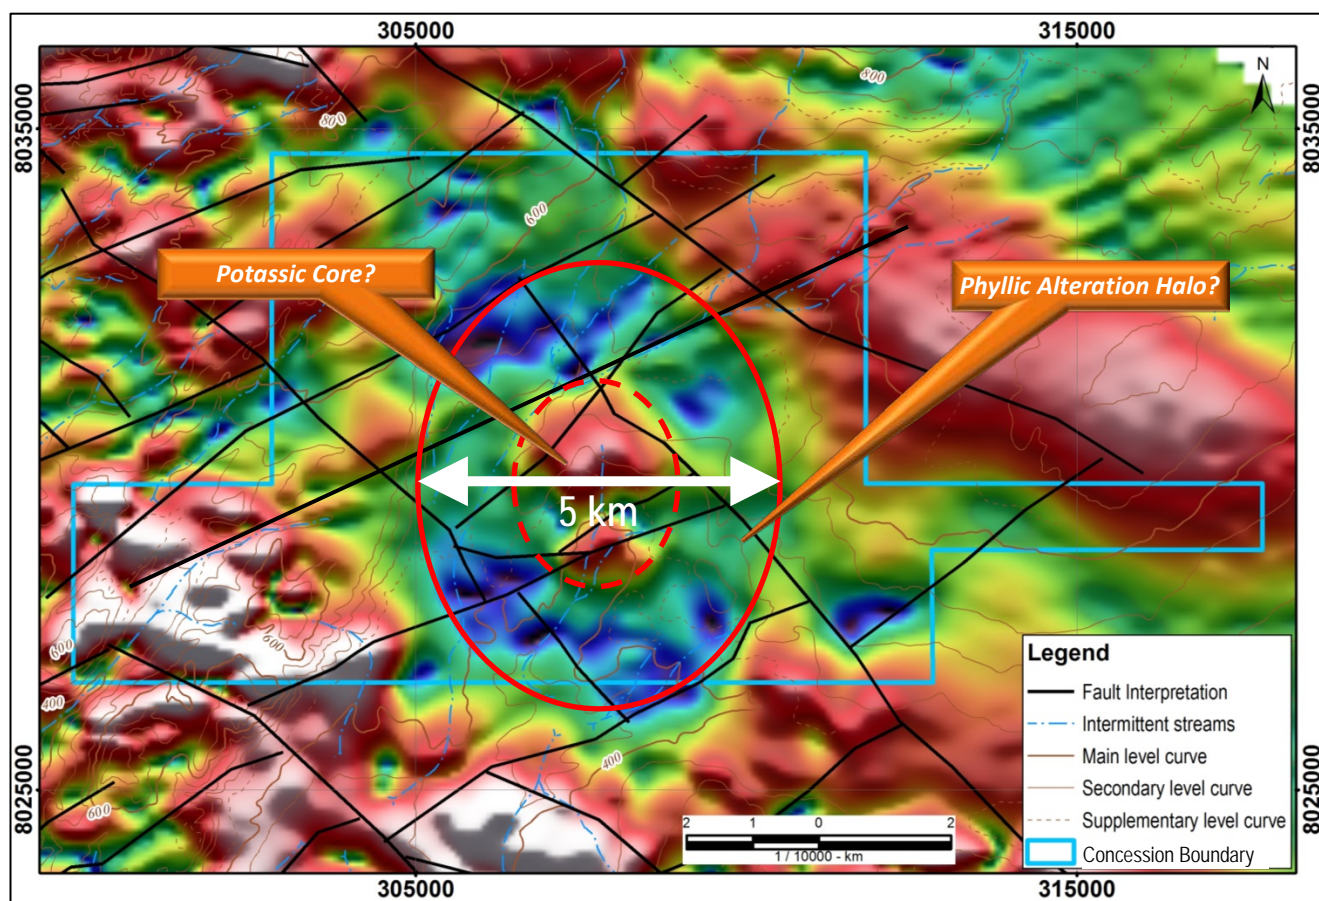 305000
315000
N
8035000
8035000
800
800
600
Potassic Core?
Phyllic Alteration Halo?
5 km
600
600
400
400
600
8025000
8025000
Legend
Fault Interpretation
Intermittent streams
Main level curve
Secondary level curve
Supplementary level curve
Concession Boundary
2 1 0 2
1 / 10000 - km
305000
315000